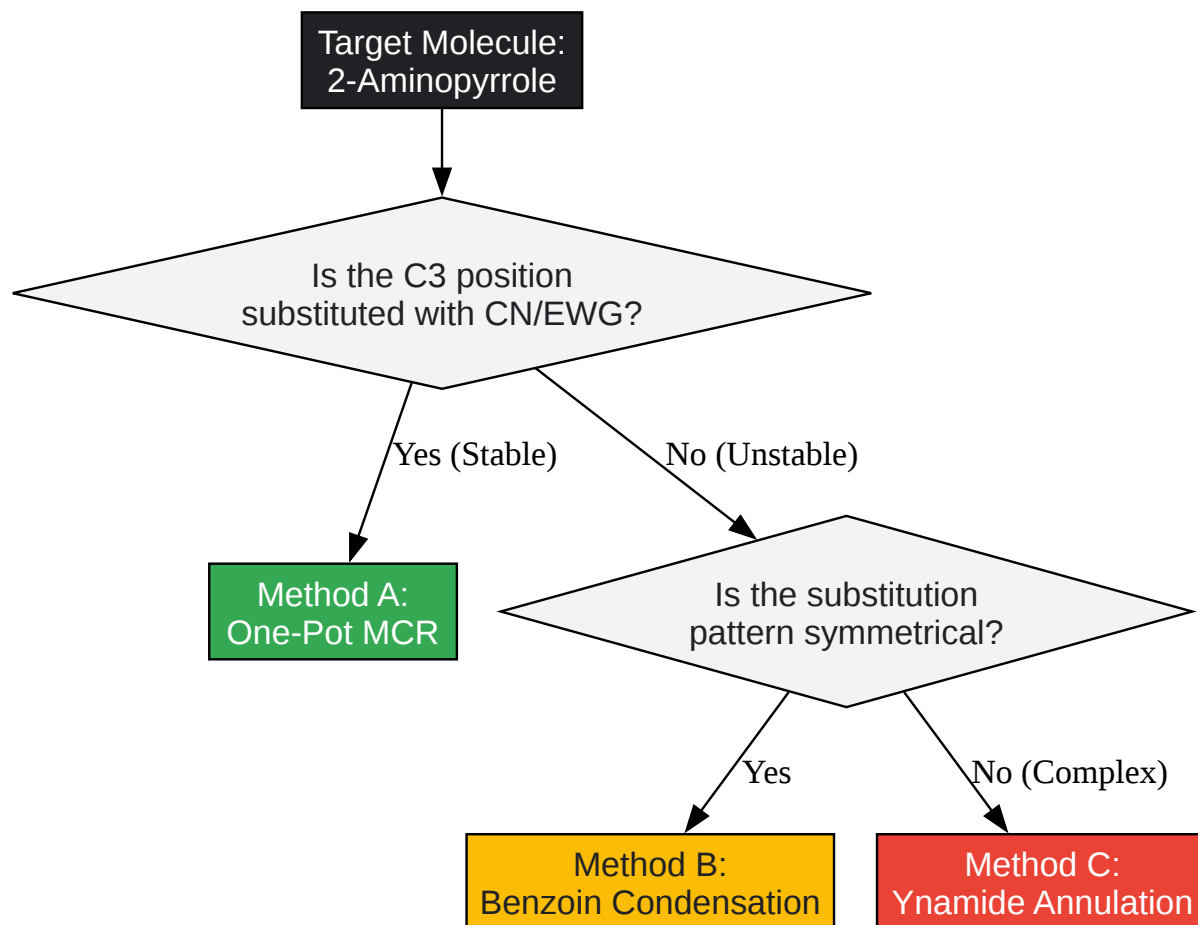 Target Molecule:
2-Aminopyrrole
Is the C3 position
substituted with CN/EWG?
Yes (Stable)
No (Unstable)
Method A:
One-Pot MCR
Is the substitution
pattern symmetrical?
Yes
No (Complex)
Method B:
Benzoin Condensation
Method C:
Ynamide Annulation